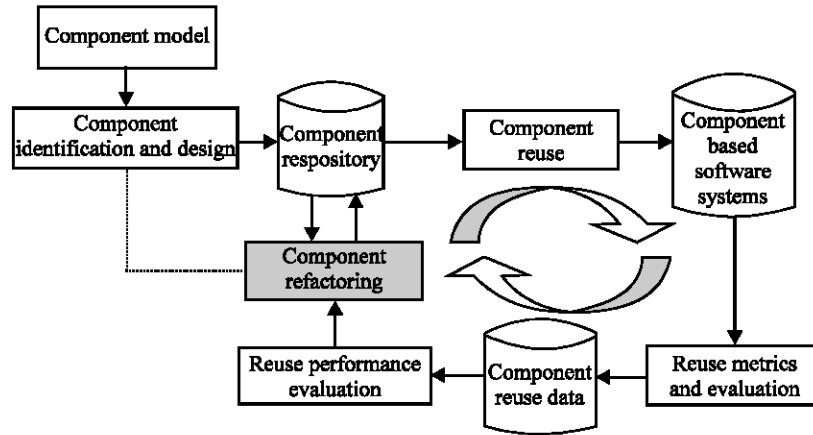 Component model
Component
identification and design
Component
respository
Component
reuse
Component
based
software
systems
Component
refactoring
Reuse performance
evaluation
Component
reuse data
Reuse metrics
and evaluation